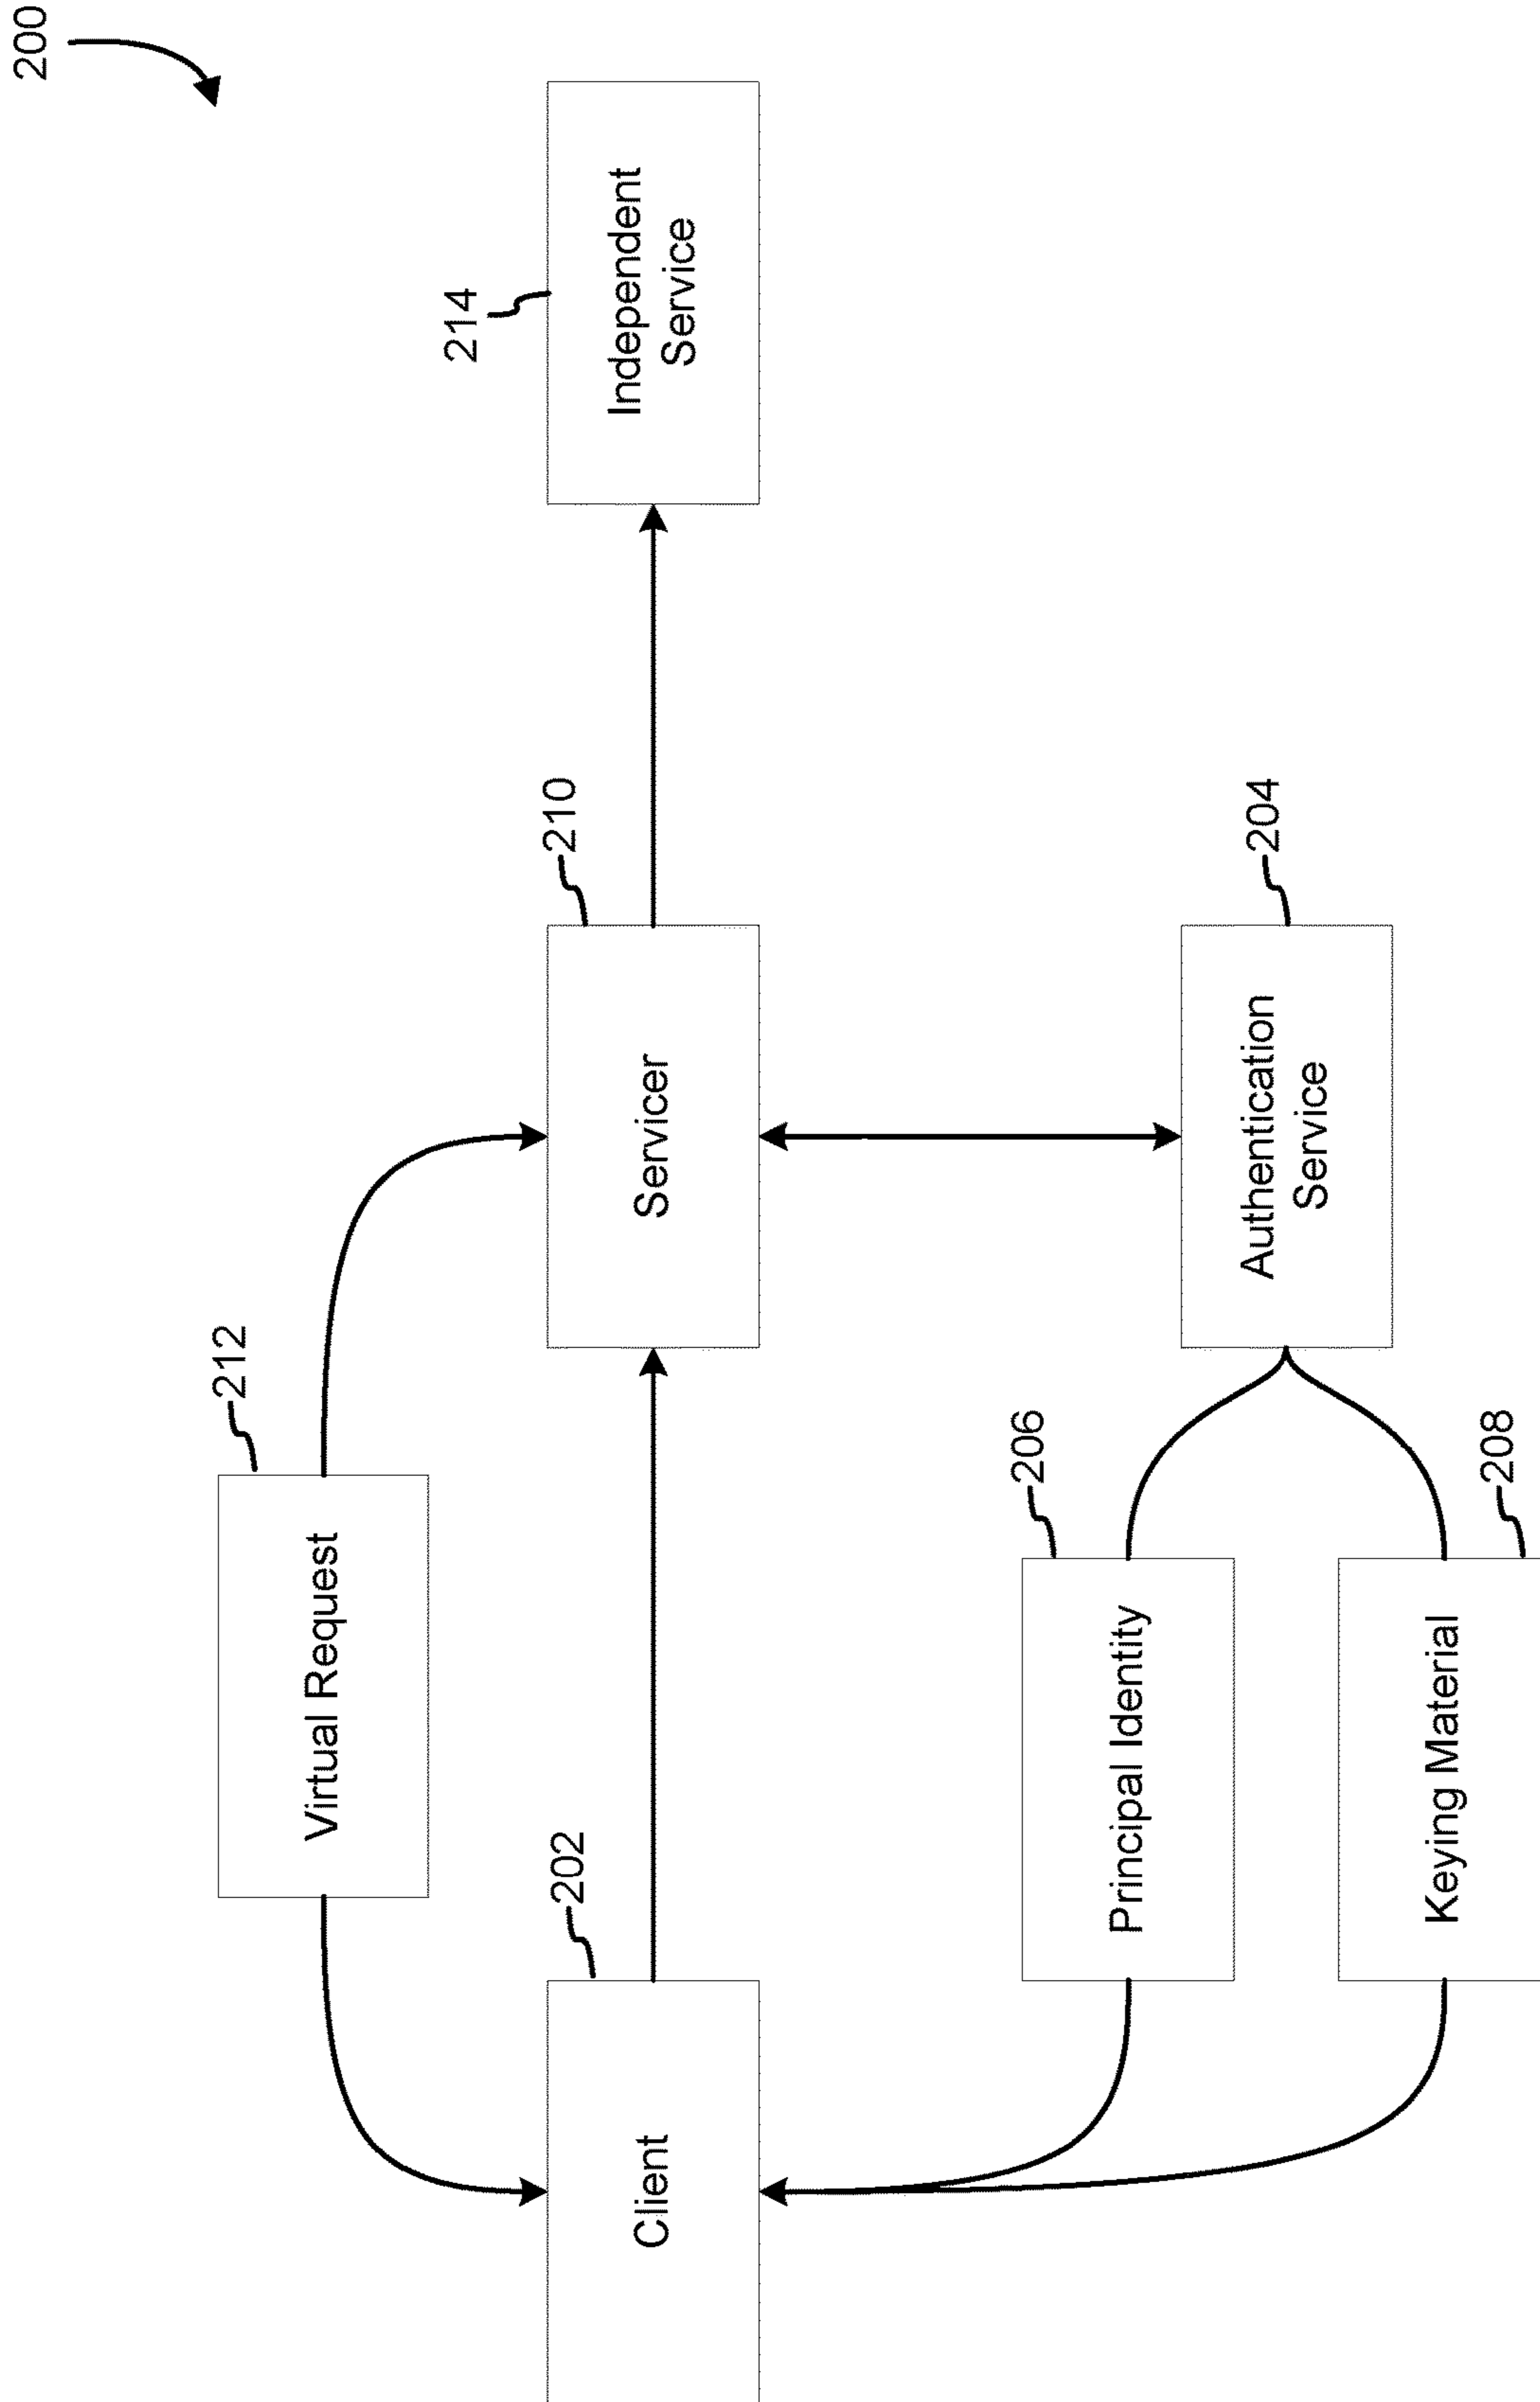 200
212
Virtual Request
202
Client
210
Servicer
214
Independent
Service
206
Principal Identity
204
Authentication
Service
208
Keying Material